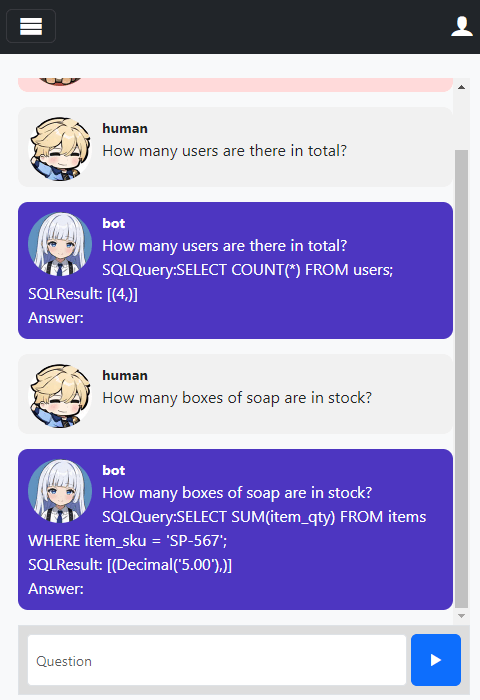 human
How many users are there in total?
bot
How many users are there in total?
SQLQuery:SELECT COUNT(*) FROM users;
SQLResult: [(4,)]
Answer:
human
How many boxes of soap are in stock?
bot
How many boxes of soap are in stock?
SQLQuery:SELECT SUM(item_qty) FROM items
WHERE item_sku = 'SP-567';
SQLResult: [(Decimal('5.00'),)]
Answer:
Question